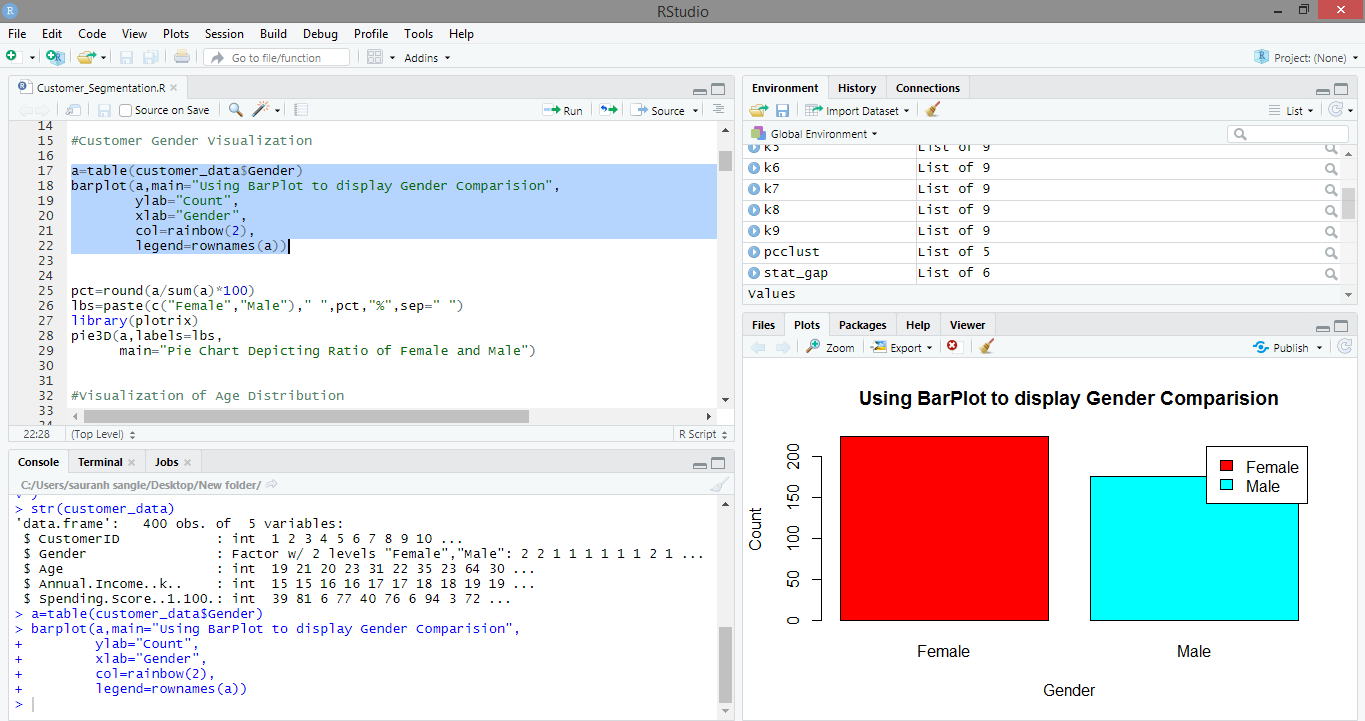 RStudio
File Edit Code View Plots Session Build Debug Profile Tools Help
Go to file/function Addins Project: (None)
Customer_Segmentation.R
Source on Save Run Source
14
15 #Customer Gender Visualization
16
17 a=table(customer_data$Gender)
18 barplot(a,main="Using BarPlot to display Gender Comparision",
19 ylab="Count",
20 xlab="Gender",
21 col=rainbow(2),
22 legend=rownames(a))
23
24
25 pct=round(a/sum(a)*100)
26 lbs=paste(c("Female","Male")," ",pct,"%",sep=" ")
27 library(plotrix)
28 pie3D(a,labels=lbs,
29 main="Pie Chart Depicting Ratio of Female and Male")
30
31
32 #Visualization of Age Distribution
33
22:28 (Top Level) R Script
Console Terminal Jobs
C:/Users/sauranh sangle/Desktop/New folder/
> str(customer_data)
'data.frame': 400 obs. of 5 variables:
$ CustomerID : int 1 2 3 4 5 6 7 8 9 10 ...
$ Gender : Factor w/ 2 levels "Female","Male": 2 2 1 1 1 1 1 1 2 1 ...
$ Age : int 19 21 20 23 31 22 35 23 64 30 ...
$ Annual.Income..k.. : int 15 15 16 16 17 17 18 18 19 19 ...
$ Spending.Score..1.100.: int 39 81 6 77 40 76 6 94 3 72 ...
> a=table(customer_data$Gender)
> barplot(a,main="Using BarPlot to display Gender Comparision",
+ ylab="Count",
+ xlab="Gender",
+ col=rainbow(2),
+ legend=rownames(a))
>
Environment History Connections
Import Dataset List
Global Environment
k5 List of 9
k6 List of 9
k7 List of 9
k8 List of 9
k9 List of 9
pcclust List of 5
stat_gap List of 6
Values
Files Plots Packages Help Viewer
Zoom Export Publish
Using BarPlot to display Gender Comparision
Count
200
150
100
50
0
Female
Male
Female Male
Gender